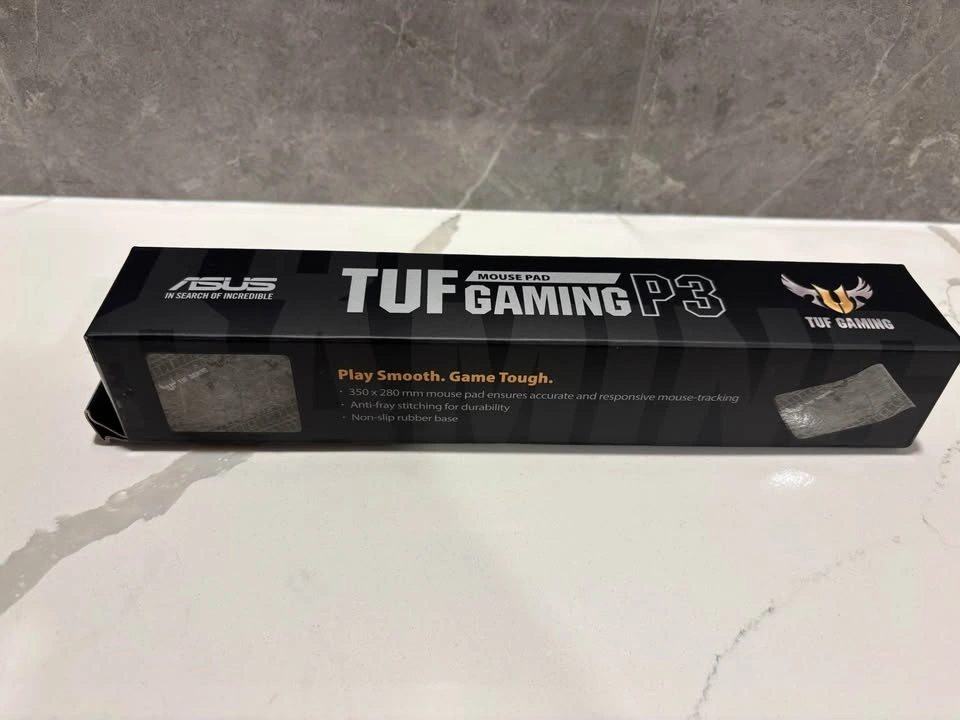 ASUS
IN SEARCH OF INCREDIBLE
TUF GAMING P3
MOUSE PAD
TUF GAMING
Play Smooth. Game Tough.
· 350 x 280 mm mouse pad ensures accurate and responsive mouse-tracking
· Anti-fray stitching for durability
· Non-slip rubber base